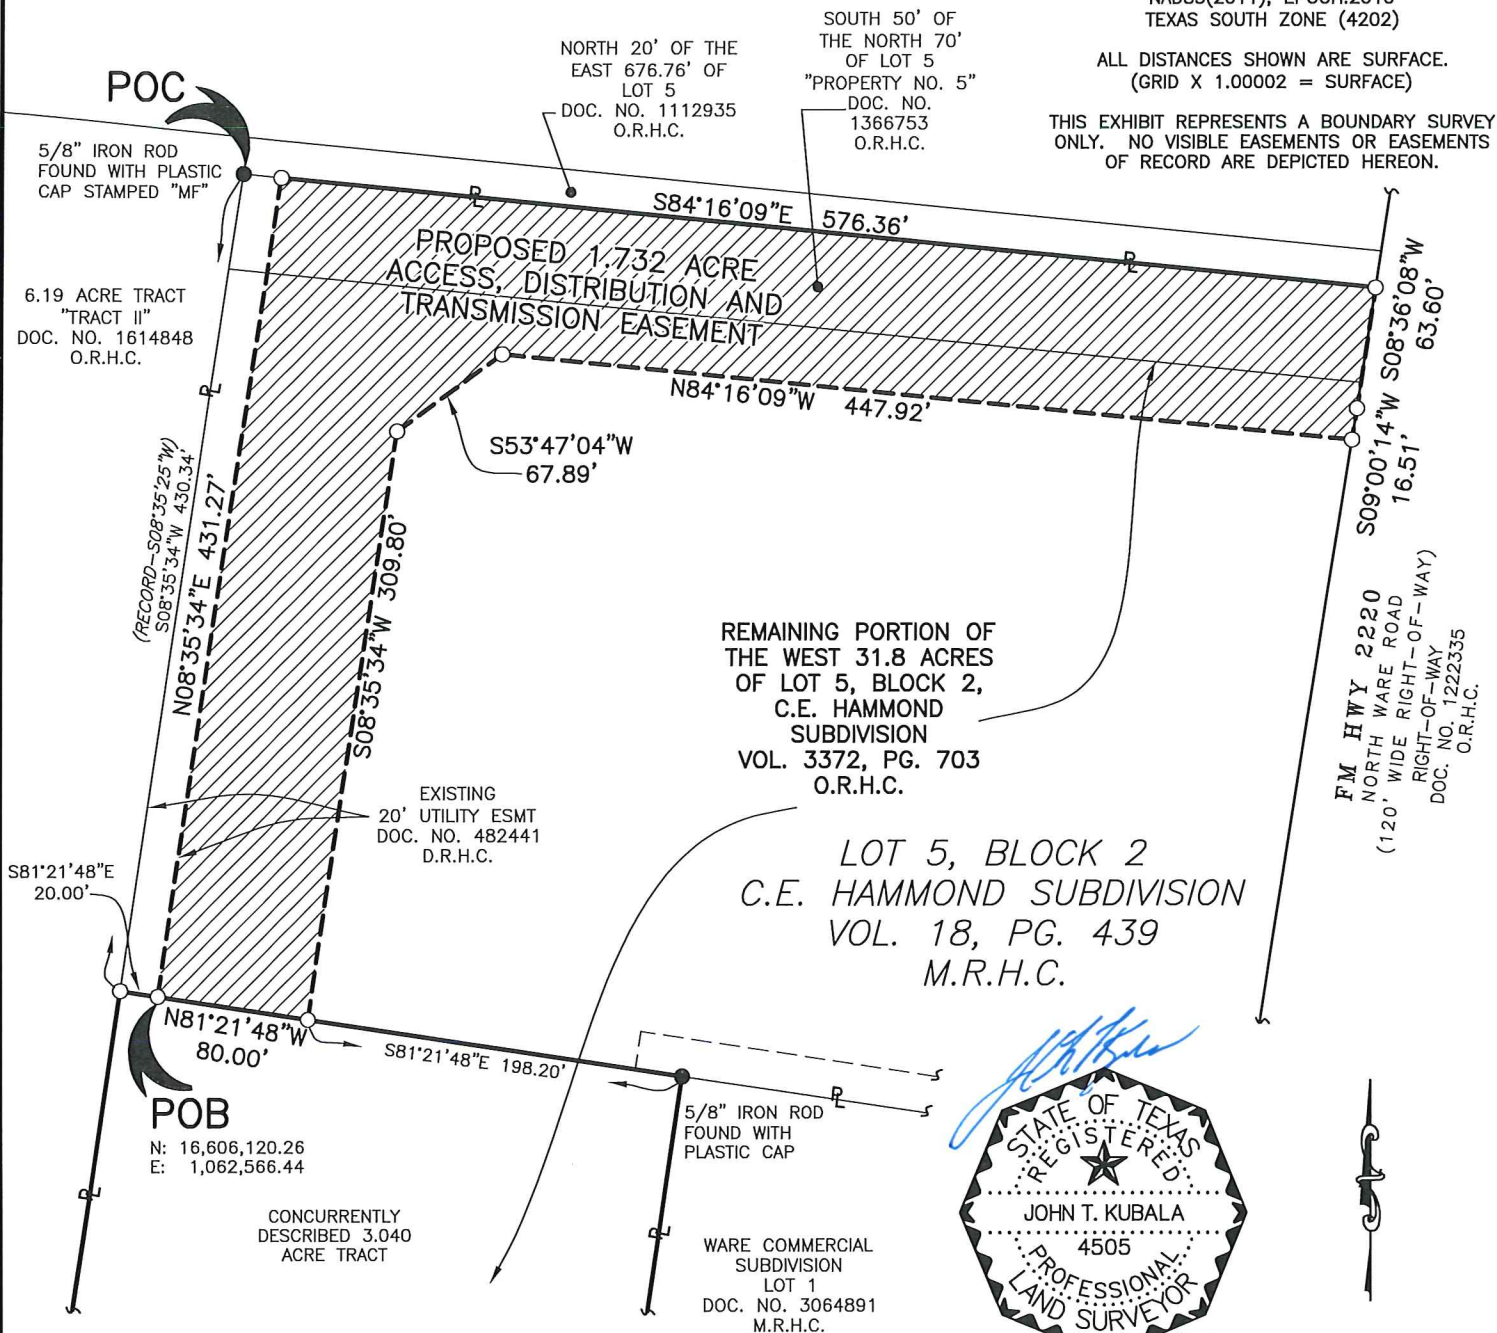 TEXAS SOUTH ZONE (4202)
ALL DISTANCES SHOWN ARE SURFACE.
(GRID X 1.00002 = SURFACE)
THIS EXHIBIT REPRESENTS A BOUNDARY SURVEY
ONLY. NO VISIBLE EASEMENTS OR EASEMENTS
OF RECORD ARE DEPICTED HEREON.
SOUTH 50' OF
THE NORTH 70'
OF LOT 5
"PROPERTY NO. 5"
DOC. NO.
1366753
O.R.H.C.
NORTH 20' OF THE
EAST 676.76' OF
LOT 5
DOC. NO. 1112935
O.R.H.C.
POC
5/8" IRON ROD
FOUND WITH PLASTIC
CAP STAMPED "MF"
PL
S84°16'09"E 576.36'
PL
PROPOSED 1.732 ACRE
ACCESS, DISTRIBUTION AND
TRANSMISSION EASEMENT
S08°36'08"W
63.60'
S09°00'14"W
16.51'
6.19 ACRE TRACT
"TRACT II"
DOC. NO. 1614848
O.R.H.C.
PL
N84°16'09"W 447.92'
S53°47'04"W
67.89'
(RECORD-S08°35'25"W)
S08°35'34"W 430.34'
N08°35'34"E 431.27'
S08°35'34"W 309.80'
REMAINING PORTION OF
THE WEST 31.8 ACRES
OF LOT 5, BLOCK 2,
C.E. HAMMOND
SUBDIVISION
VOL. 3372, PG. 703
O.R.H.C.
FM HWY 2220
NORTH WARE ROAD
(120' WIDE RIGHT-OF-WAY)
RIGHT-OF-WAY
DOC. NO. 1222335
O.R.H.C.
EXISTING
20' UTILITY ESMT
DOC. NO. 482441
D.R.H.C.
LOT 5, BLOCK 2
C.E. HAMMOND SUBDIVISION
VOL. 18, PG. 439
M.R.H.C.
S81°21'48"E
20.00'
N81°21'48"W
80.00'
S81°21'48"E 198.20'
PL
POB
N: 16,606,120.26
E: 1,062,566.44
5/8" IRON ROD
FOUND WITH
PLASTIC CAP
PL
PL
CONCURRENTLY
DESCRIBED 3.040
ACRE TRACT
WARE COMMERCIAL
SUBDIVISION
LOT 1
DOC. NO. 3064891
M.R.H.C.
STATE OF TEXAS
REGISTERED
JOHN T. KUBALA
4505
PROFESSIONAL
LAND SURVEYOR